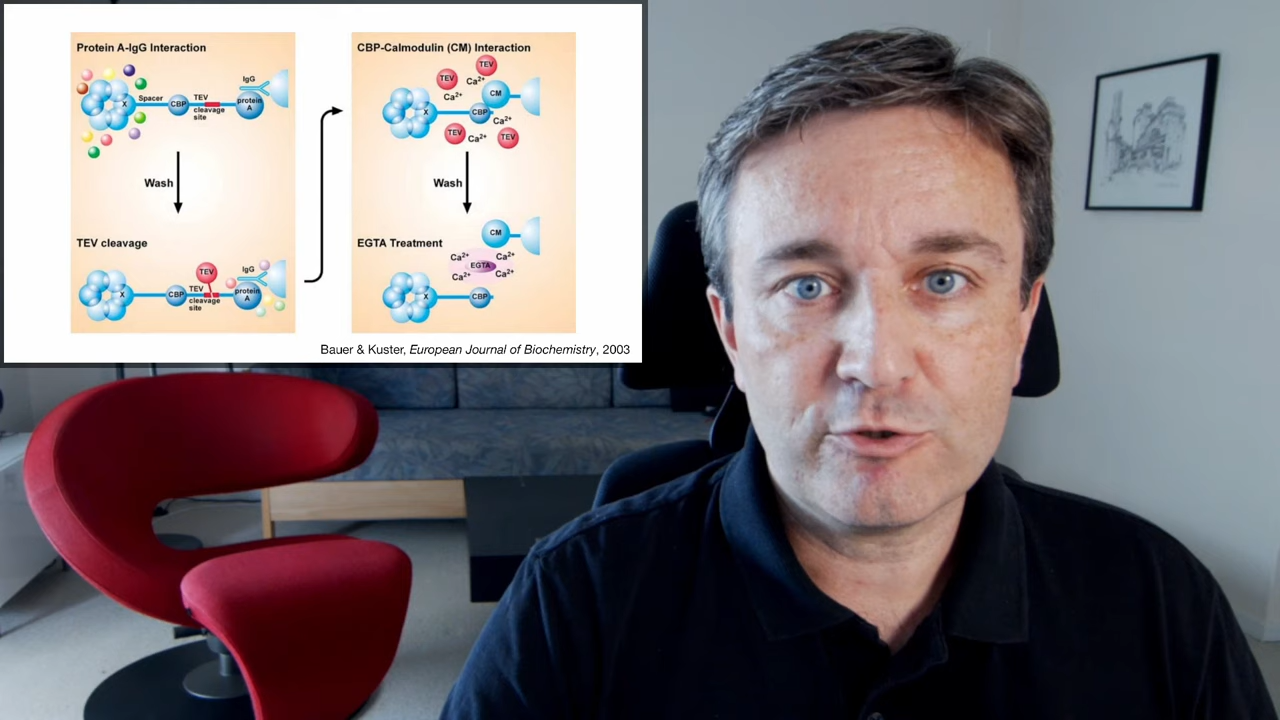 Protein A-IgG Interaction
IgG
Spacer
TEV
X
CBP
cleavage
site
protein
A
Wash
TEV cleavage
TEV
IgG
X
CBP
TEV
cleavage
site
protein
A
CBP-Calmodulin (CM) Interaction
TEV
TEV
Ca2+
Ca2+
CM
X
CBP
Ca2+
TEV
Ca2+
TEV
Wash
CM
EGTA Treatment
Ca2+
Ca2+
EGTA
Ca2+
Ca2+
X
CBP
Bauer & Kuster, European Journal of Biochemistry, 2003